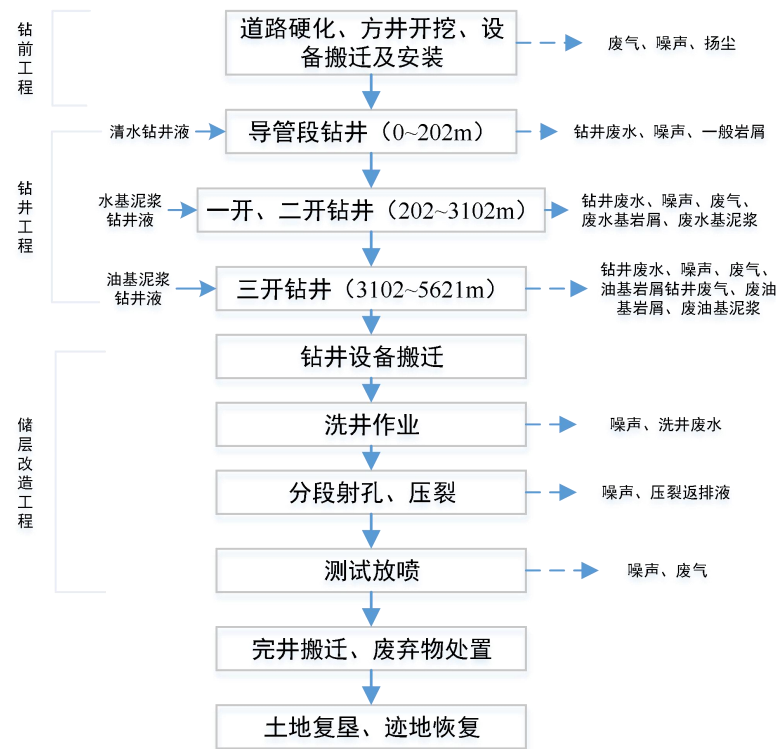 钻前工程
道路硬化、方井开挖、设
备搬迁及安装
废气、噪声、扬尘
钻井工程
清水钻井液
导管段钻井（0~202m）
钻井废水、噪声、一般岩屑
水基泥浆
钻井液
一开、二开钻井（202~3102m）
钻井废水、噪声、废气、
废水基岩屑、废水基泥浆
油基泥浆
钻井液
三开钻井（3102~5621m）
钻井废水、噪声、废气、
油基岩屑钻井废气、废油
基岩屑、废油基泥浆
储层改造工程
钻井设备搬迁
洗井作业
噪声、洗井废水
分段射孔、压裂
噪声、压裂返排液
测试放喷
噪声、废气
完井搬迁、废弃物处置
土地复垦、迹地恢复